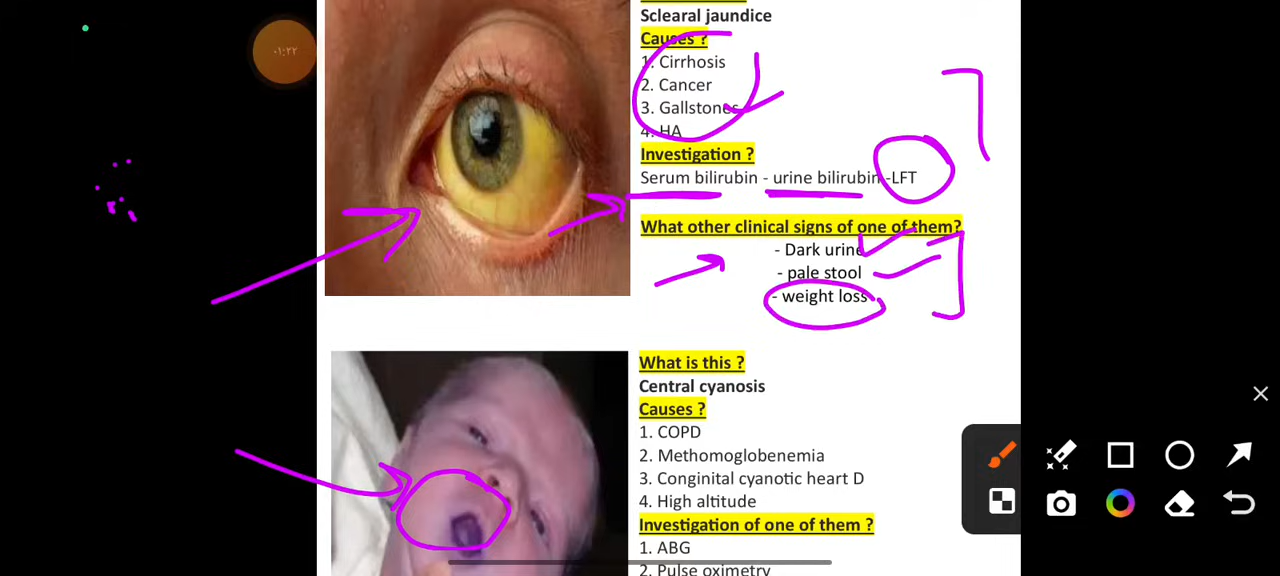 Sclearal jaundice
Causes ?
1. Cirrhosis
2. Cancer
3. Gallstones
4. HA
Investigation ?
Serum bilirubin - urine bilirubin -LFT
What other clinical signs of one of them?
- Dark urine
- pale stool
- weight loss
What is this ?
Central cyanosis
Causes ?
1. COPD
2. Methomoglobenemia
3. Conginital cyanotic heart D
4. High altitude
Investigation of one of them ?
1. ABG
2. Pulse oximetry
٠١:٢٢